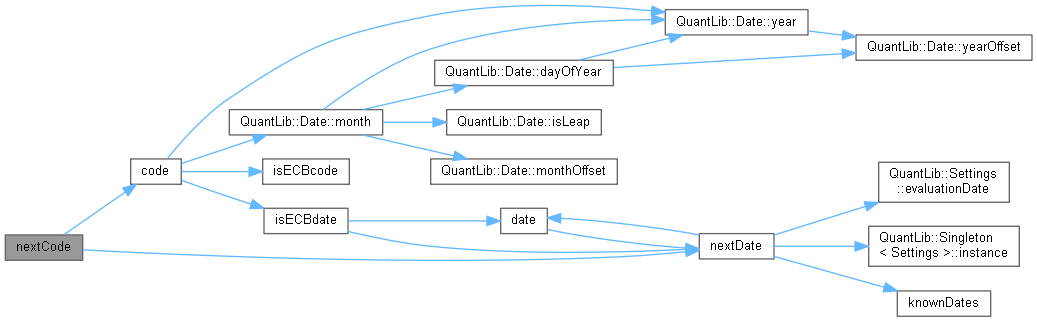 QuantLib::Date::year
QuantLib::Date::yearOffset
QuantLib::Date::dayOfYear
QuantLib::Date::month
QuantLib::Date::isLeap
code
isECBcode
QuantLib::Date::monthOffset
QuantLib::Settings
::evaluationDate
isECBdate
date
nextCode
nextDate
QuantLib::Singleton
< Settings >::instance
knownDates